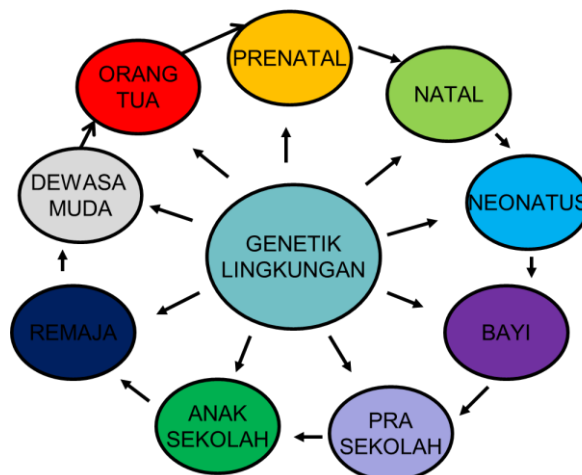 PRENATAL
NATAL
NEONATUS
BAYI
PRA
SEKOLAH
ANAK
SEKOLAH
REMAJA
DEWASA
MUDA
ORANG
TUA
GENETIK
LINGKUNGAN